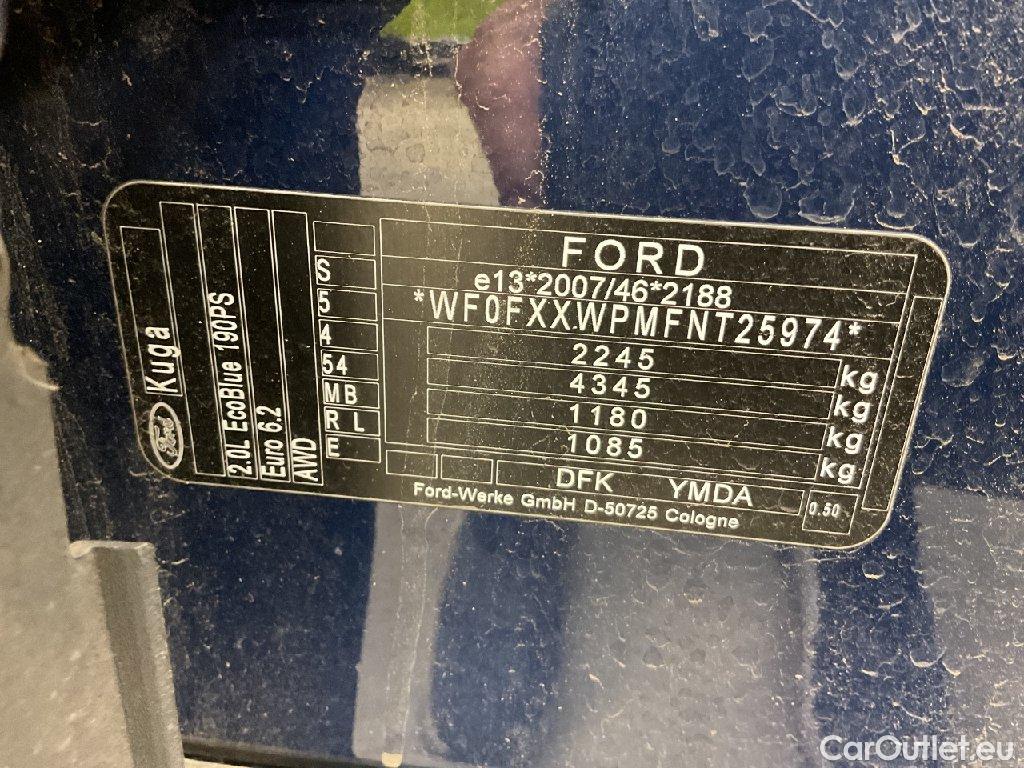 FORD
e13*2007/46*2188
*WF0FXXWPMFNT25974*
2245 kg
4345 kg
1180 kg
1085 kg
DFK YMDA
0.50
Ford-Werke GmbH D-50725 Cologne
S
5
4
54
MB
R L
E
Ford Kuga
2.0L EcoBlue 190PS
Euro 6.2
AWD
CarOutlet.eu